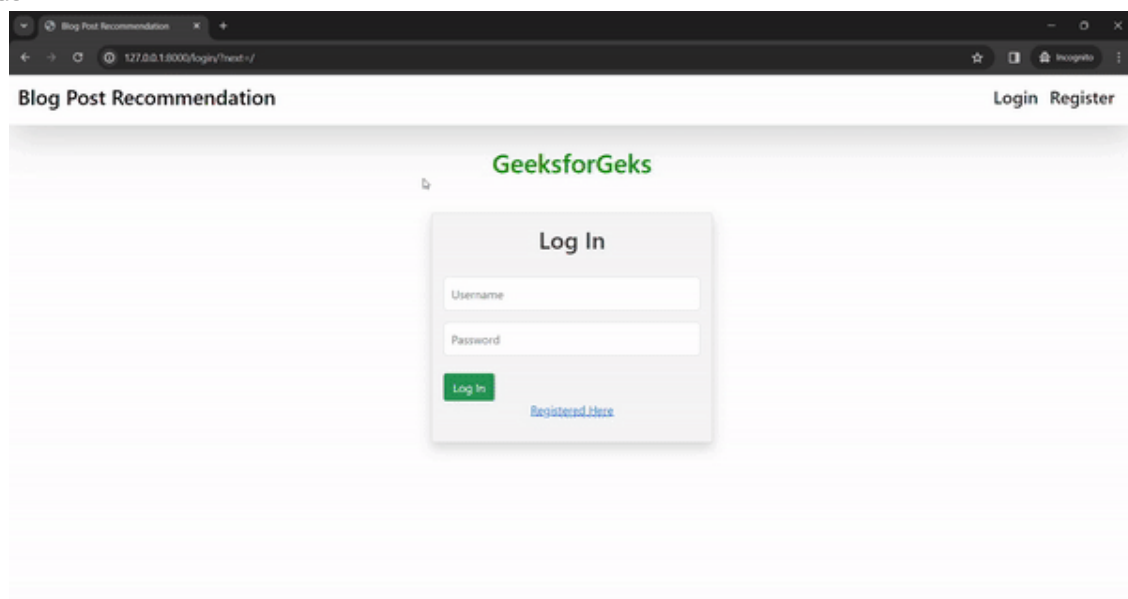 Blog Post Recommendation
127.0.0.1:8000/login/?next=/
Incognito
Blog Post Recommendation
Login Register
GeeksforGeks
Log In
Username
Password
Log In
Registered Here